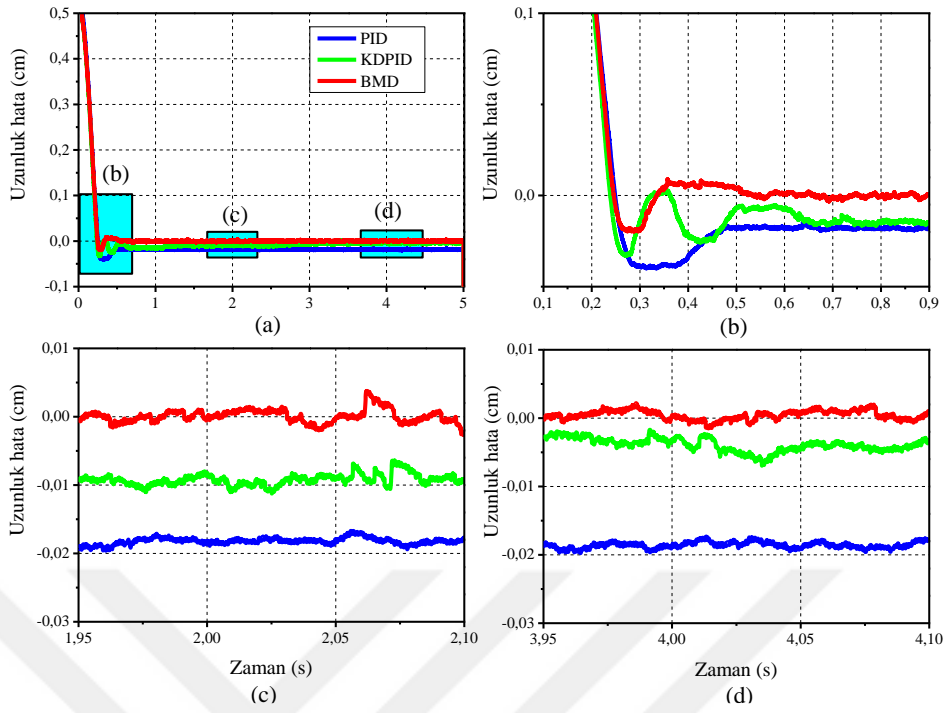 Uzunluk hata (cm)
0,5
0,4
0,3
0,2
0,1
0,0
-0,1
PID
KDPID
BMD
(b)
(c)
(d)
0 1 2 3 4 5
(a)
Uzunluk hata (cm)
0,1
0,0
0,1 0,2 0,3 0,4 0,5 0,6 0,7 0,8 0,9
(b)
Uzunluk hata (cm)
0,01
0,00
-0,01
-0,02
-0,03
1,95 2,00 2,05 2,10
Zaman (s)
(c)
Uzunluk hata (cm)
0,01
0,00
-0,01
-0,02
-0,03
3,95 4,00 4,05 4,10
Zaman (s)
(d)